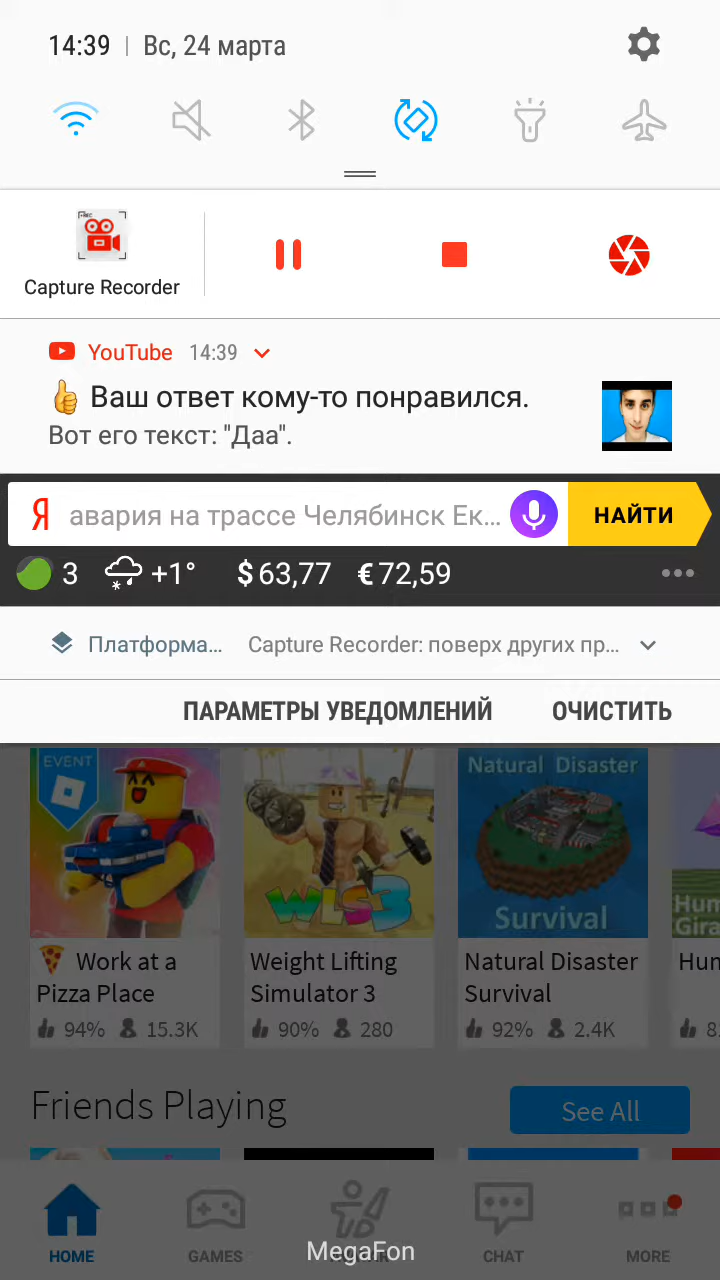 14:39 | Вс, 24 марта
Capture Recorder
YouTube 14:39
👍 Ваш ответ кому-то понравился.
Вот его текст: "Даа".
Я авария на трассе Челябинск Ек... НАЙТИ
3 +1° $63,77 €72,59
Платформа... Capture Recorder: поверх других пр...
ПАРАМЕТРЫ УВЕДОМЛЕНИЙ ОЧИСТИТЬ
EVENT
WLS3
Natural Disaster
Survival
Hum
Gira
🍕 Work at a
Pizza Place
94% 15.3K
Weight Lifting
Simulator 3
90% 280
Natural Disaster
Survival
92% 2.4K
Hun
Friends Playing
See All
HOME GAMES CHAT MORE
MegaFon